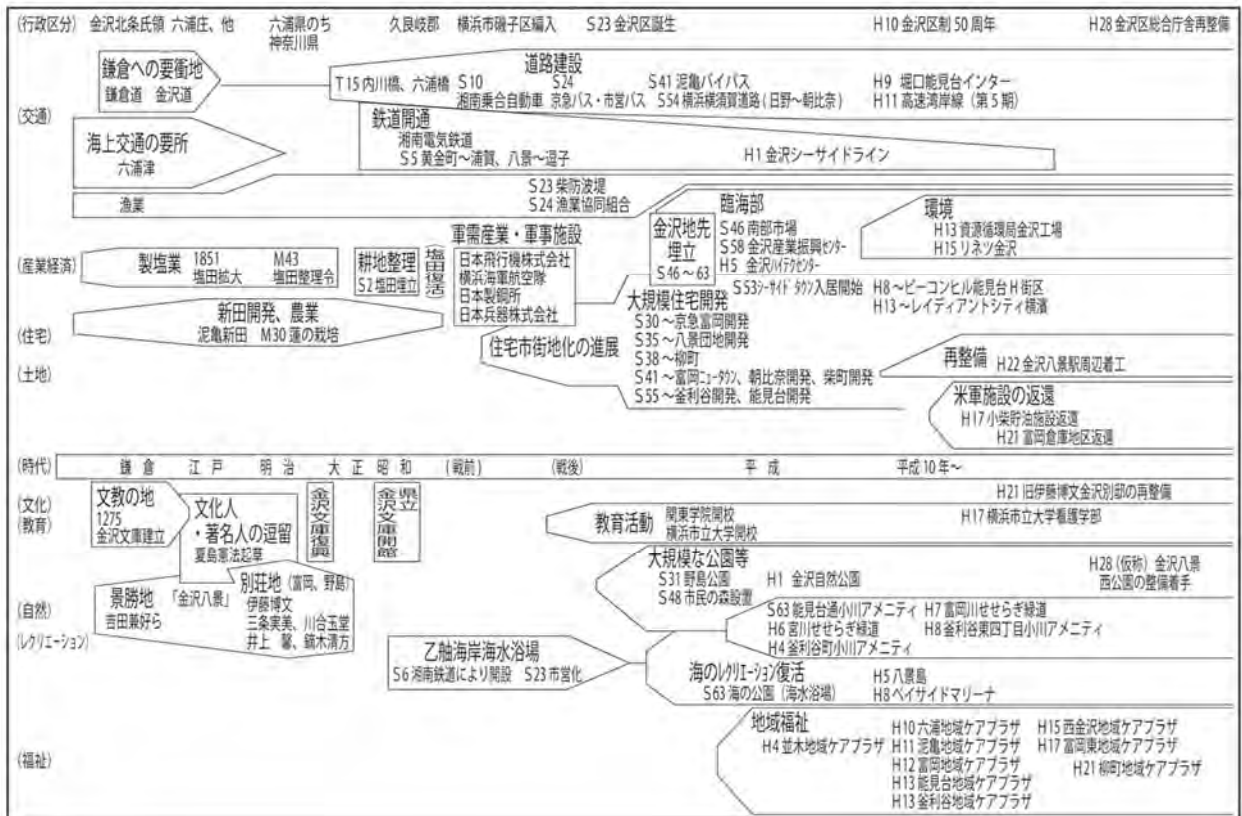 (行政区分) 金沢北条氏領 六浦庄、他 六浦県のち 久良岐郡 横浜市磯子区編入 S23 金沢区誕生 H10 金沢区制 50 周年 H28 金沢区総合庁舎再整備
神奈川県
(交通)
鎌倉への要衝地
鎌倉道 金沢道
道路建設
T15 内川橋、六浦橋 S10 S24 S41 泥亀バイパス H9 堀口能見台インター
湘南乗合自動車 京急バス・市営バス S54 横浜横須賀道路 ( 日野～朝比奈 ) H11 高速湾岸線（第 5 期）
鉄道開通
湘南電気鉄道
S5 黄金町～浦賀、八景～逗子 H1 金沢シーサイドライン
海上交通の要所
六浦津
漁業
S23 柴防波堤
S24 漁業協同組合
(産業経済)
製塩業 1851 M43
塩田拡大 塩田整理令
耕地整理
S2 塩田埋立
塩田復活
軍需産業・軍事施設
日本飛行機株式会社
横浜海軍航空隊
日本製鋼所
日本兵器株式会社
金沢地先
埋立
S46 ～ 63
臨海部
S46 南部市場
S58 金沢産業振興センター
H5 金沢ハイテクセンター
環境
H13 資源循環局金沢工場
H15 リネツ金沢
(住宅)
(土地)
新田開発、農業
泥亀新田 M30 蓮の栽培
住宅市街地化の進展
S53シーサイド タウン入居開始 H8 ～ビーコンヒル能見台 H 街区
H13 ～レイディアントシティ横濱
大規模住宅開発
S30 ～京急富岡開発
S35 ～八景団地開発
S38 ～柳町
S41 ～富岡ニュータウン、朝比奈開発、柴町開発
S55 ～釜利谷開発、能見台開発
再整備 H22 金沢八景駅周辺着工
米軍施設の返還
H17 小柴貯油施設返還
H21 富岡倉庫地区返還
(時代) 鎌倉 江戸 明治 大正 昭和 (戦前) (戦後) 平成 平成 10 年～
(文化)
(教育)
文教の地
1275
金沢文庫建立
文化人
・著名人の逗留
夏島憲法起草
金沢文庫復興
県立
金沢文庫開館
教育活動 関東学院開校
横浜市立大学開校
H21 旧伊藤博文金沢別邸の再整備
H17 横浜市立大学看護学部
(自然)
(レクリエーション)
景勝地 「金沢八景」
吉田兼好ら
別荘地（富岡、野島）
伊藤博文
三条実美、川合玉堂
井上 馨、鏑木清方
大規模な公園等
S31 野島公園 H1 金沢自然公園
S48 市民の森設置
H28 (仮称) 金沢八景
西公園の整備着手
S63 能見台通小川アメニティ H7 富岡川せせらぎ緑道
H6 宮川せせらぎ緑道 H8 釜利谷東四丁目小川アメニティ
H4 釜利谷町小川アメニティ
乙舳海岸海水浴場
S6 湘南鉄道により開設 S23 市営化
海のレクリエーション復活 H5 八景島
S63 海の公園（海水浴場） H8 ベイサイドマリーナ
(福祉)
地域福祉
H4 並木地域ケアプラザ
H10 六浦地域ケアプラザ H15 西金沢地域ケアプラザ
H11 泥亀地域ケアプラザ H17 富岡東地域ケアプラザ
H12 富岡地域ケアプラザ H21 柳町地域ケアプラザ
H13 能見台地域ケアプラザ
H13 釜利谷地域ケアプラザ